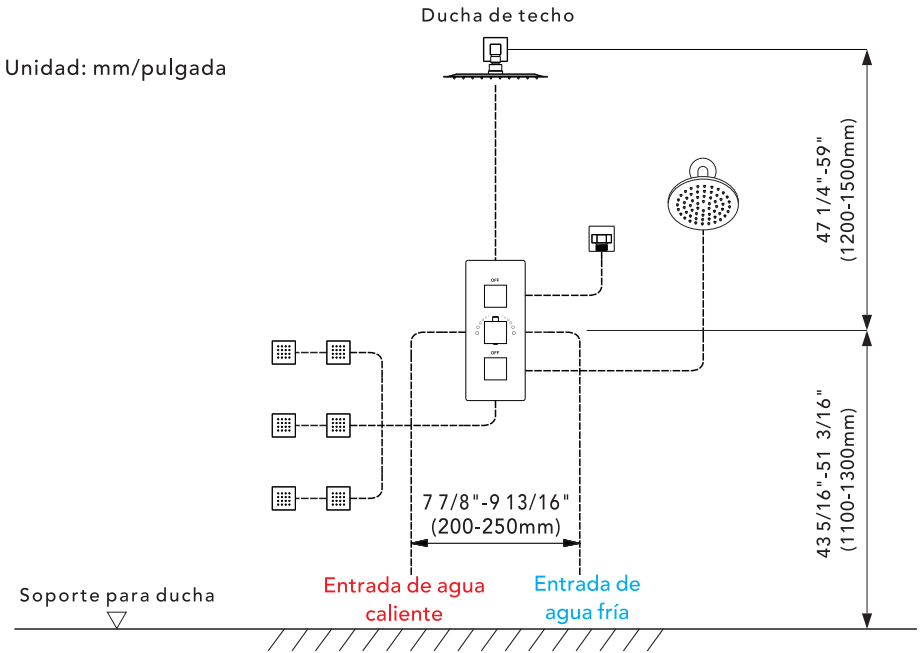 Ducha de techo
Unidad: mm/pulgada
47 1/4"-59"
(1200-1500mm)
OFF
OFF
43 5/16"-51 3/16"
(1100-1300mm)
7 7/8"-9 13/16"
(200-250mm)
Entrada de agua
caliente
Entrada de
agua fría
Soporte para ducha